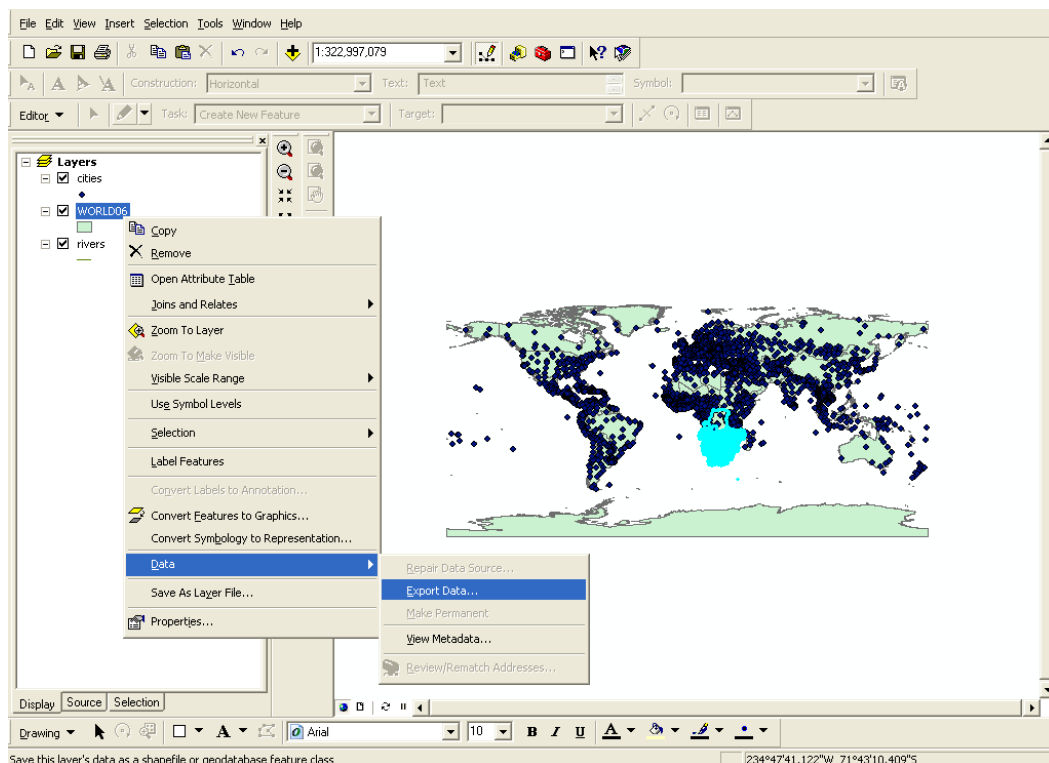 File Edit View Insert Selection Tools Window Help
1:322,997,079
Construction: Horizontal Text: Text Symbol:
Editor Task: Create New Feature Target:
Layers
cities
WORLD06
rivers
Copy
Remove
Open Attribute Table
Joins and Relates
Zoom To Layer
Zoom To Make Visible
Visible Scale Range
Use Symbol Levels
Selection
Label Features
Convert Labels to Annotation...
Convert Features to Graphics...
Convert Symbology to Representation...
Data
Save As Layer File...
Properties...
Repair Data Source...
Export Data...
Make Permanent
View Metadata...
Review/Rematch Addresses...
Display Source Selection
Drawing A Arial 10 B I U A
Save this layer's data as a shapefile or geodatabase feature class 234°47'41.122"W 71°43'10.409"S